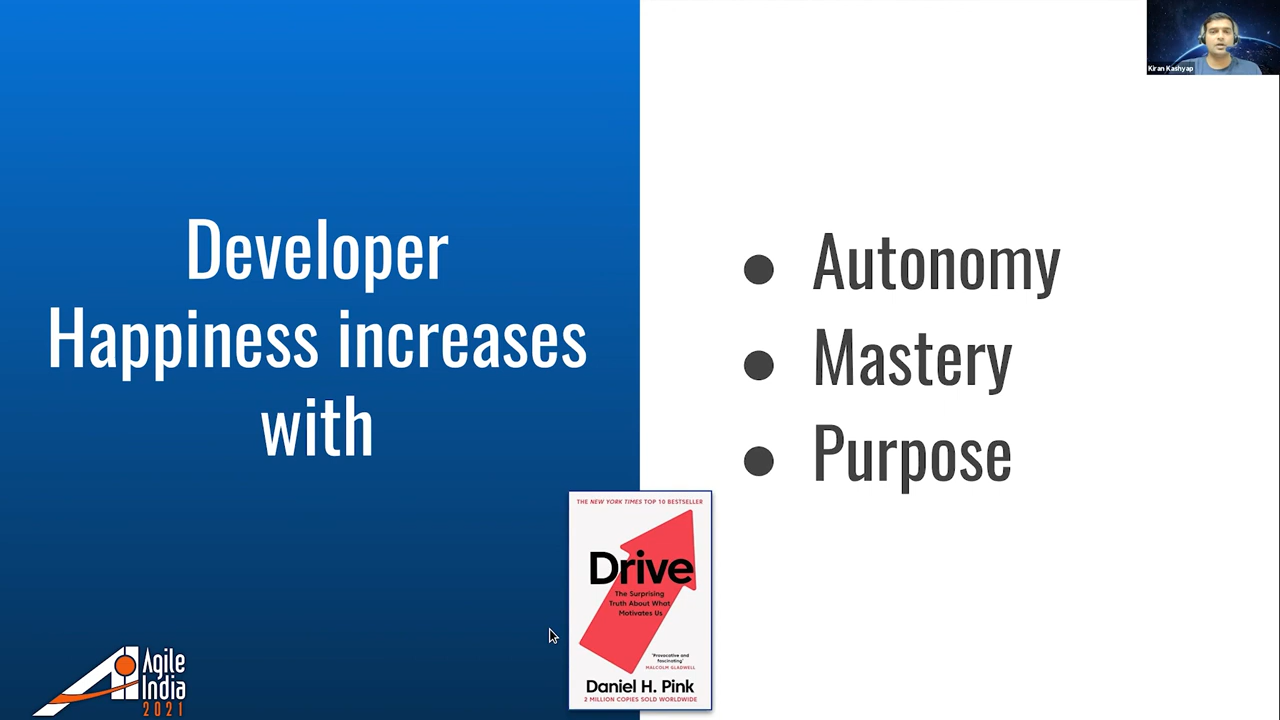 Kiran Kashyap
Developer
Happiness increases
with
● Autonomy
● Mastery
● Purpose
THE NEW YORK TIMES TOP 10 BESTSELLER
Drive
The Surprising
Truth About What
Motivates Us
'Provocative and
fascinating'
MALCOLM GLADWELL
Daniel H. Pink
2 MILLION COPIES SOLD WORLDWIDE
Agile
India
2021